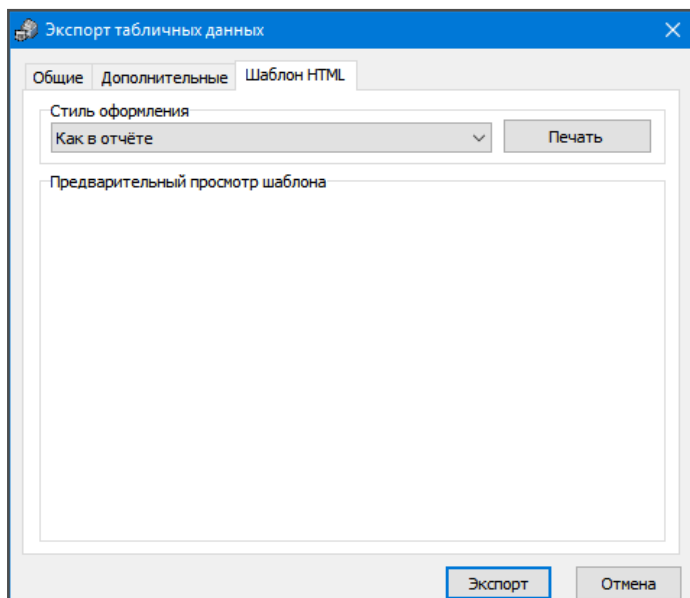 Экспорт табличных данных
Общие Дополнительные Шаблон HTML
Стиль оформления
Как в отчёте Печать
Предварительный просмотр шаблона
Экспорт Отмена